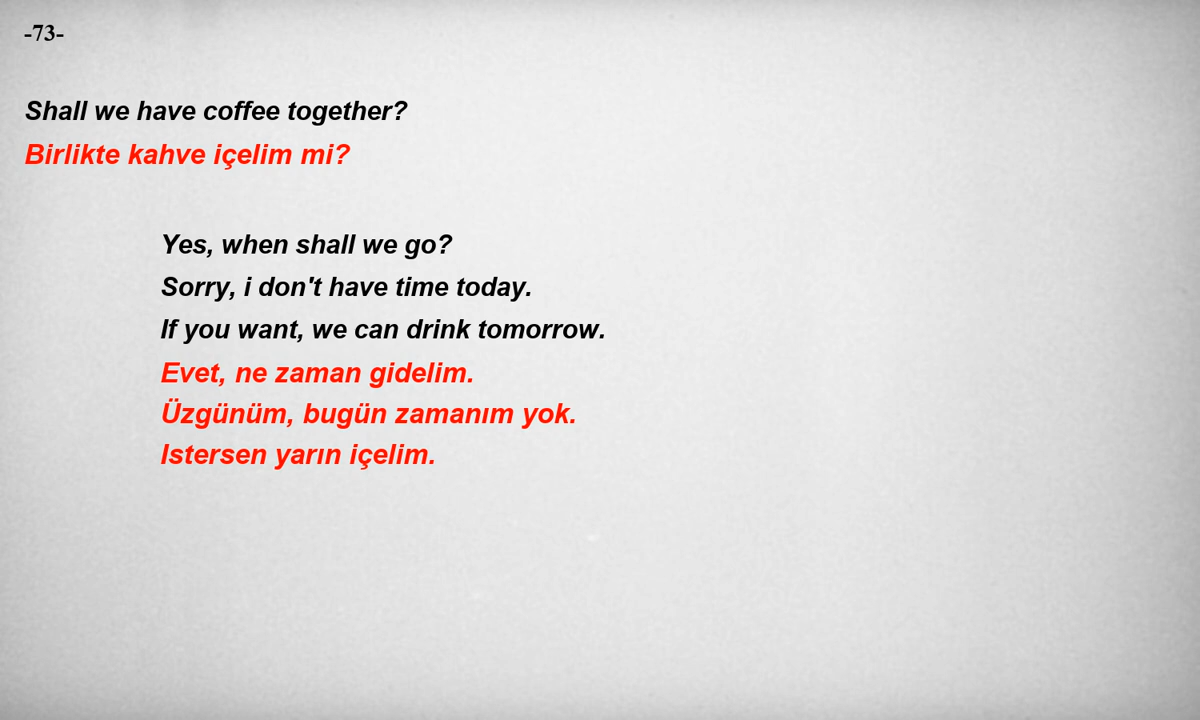 -73-
Shall we have coffee together?
Birlikte kahve içelim mi?
Yes, when shall we go?
Sorry, i don't have time today.
If you want, we can drink tomorrow.
Evet, ne zaman gidelim.
Üzgünüm, bugün zamanım yok.
Istersen yarın içelim.